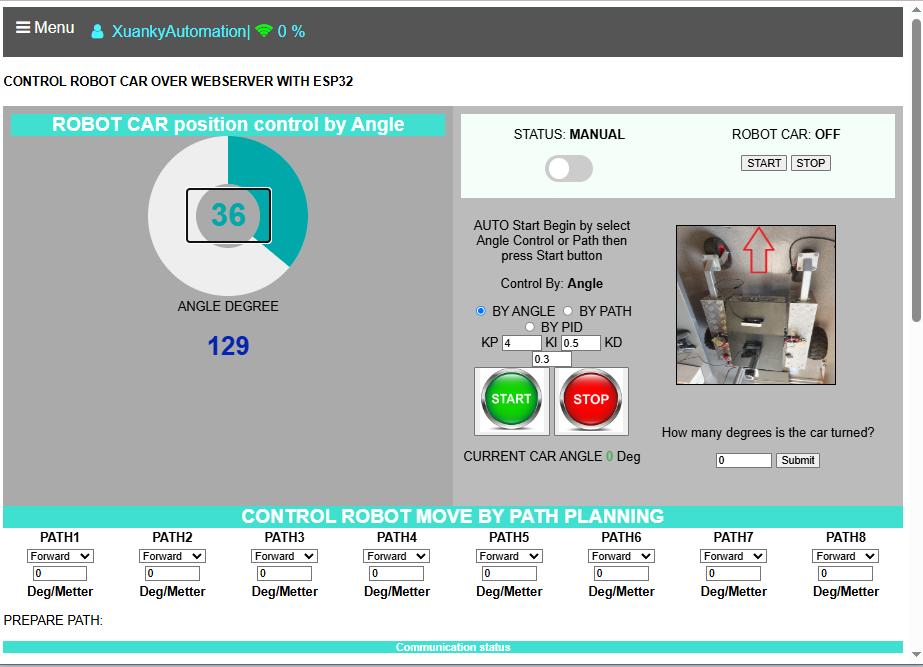 Menu XuankyAutomation| 0 %
CONTROL ROBOT CAR OVER WEBSERVER WITH ESP32
ROBOT CAR position control by Angle
36
ANGLE DEGREE
129
STATUS: MANUAL
ROBOT CAR: OFF
START STOP
AUTO Start Begin by select
Angle Control or Path then
press Start button
Control By: Angle
BY ANGLE BY PATH
BY PID
KP 4 KI 0.5 KD
0.3
START STOP
CURRENT CAR ANGLE 0 Deg
How many degrees is the car turned?
0 Submit
CONTROL ROBOT MOVE BY PATH PLANNING
PATH1 PATH2 PATH3 PATH4 PATH5 PATH6 PATH7 PATH8
Forward Forward Forward Forward Forward Forward Forward Forward
0 0 0 0 0 0 0 0
Deg/Metter Deg/Metter Deg/Metter Deg/Metter Deg/Metter Deg/Metter Deg/Metter Deg/Metter
PREPARE PATH:
Communication status